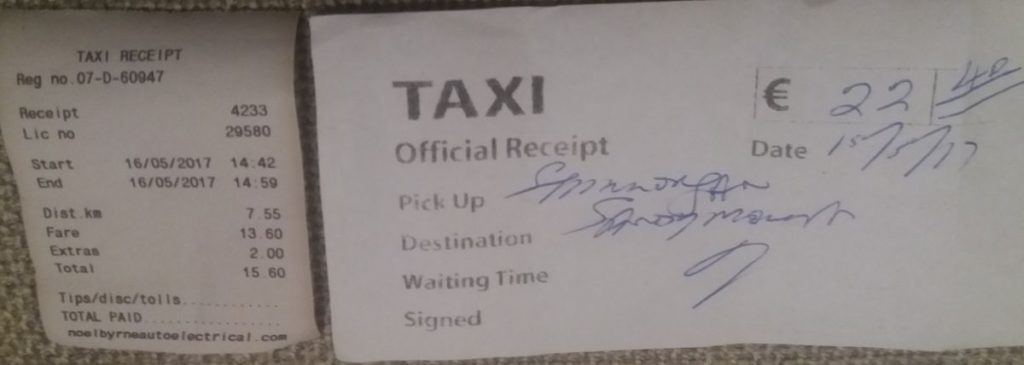 TAXI RECEIPT
Reg no.07-D-60947
Receipt 4233
Lic no 29580
Start 16/05/2017 14:42
End 16/05/2017 14:59
Dist.km 7.55
Fare 13.60
Extras 2.00
Total 15.60
Tips/disc/tolls............
TOTAL PAID................
noelbyrneautoelectrical.com
TAXI € 22 40
Official Receipt Date 15/5/17
Pick Up
Destination
Waiting Time
Signed